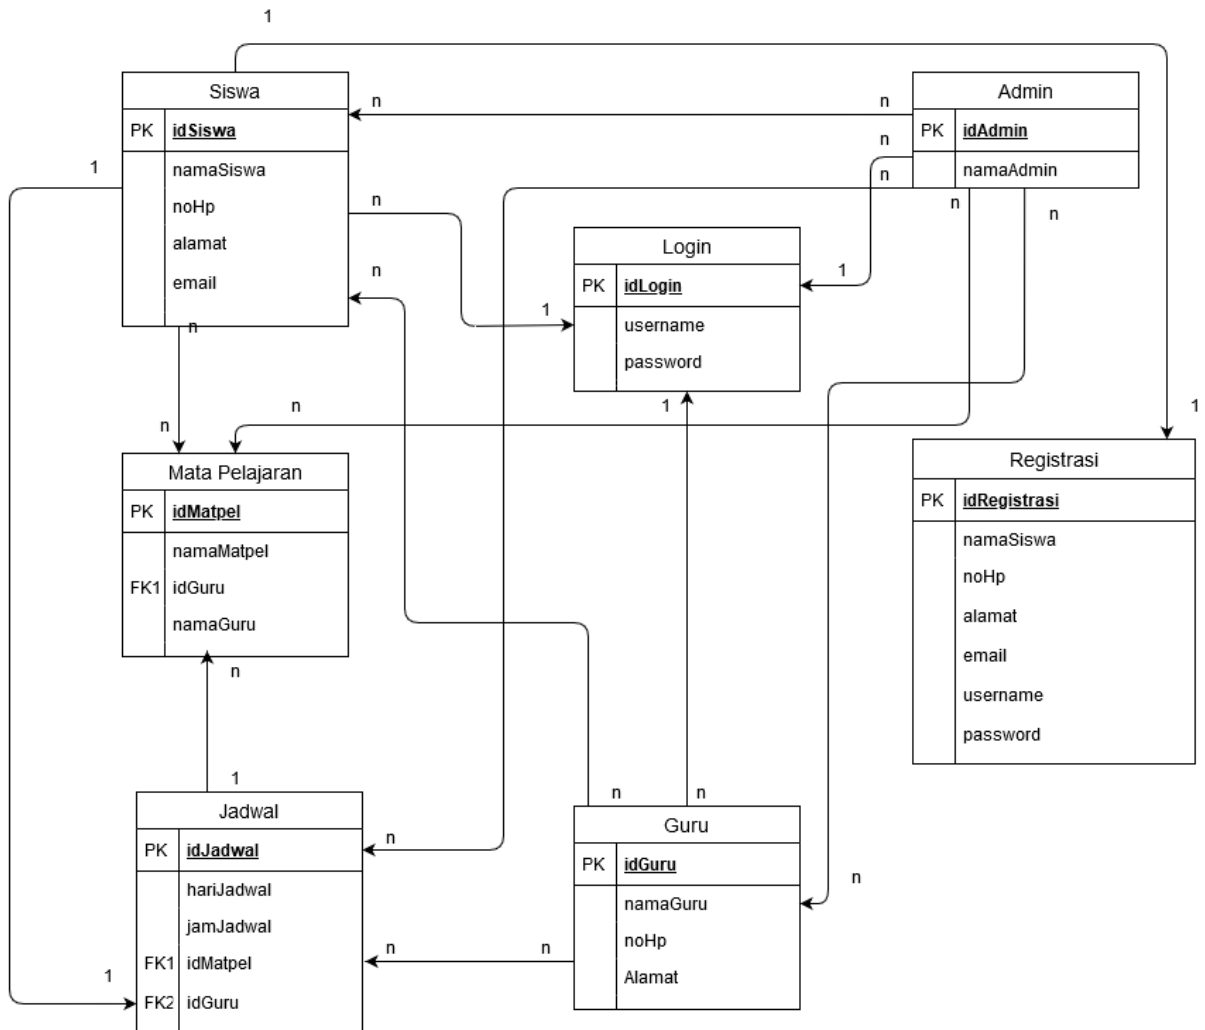 1
Siswa
PK idSiswa
namaSiswa
noHp
alamat
email
Admin
PK idAdmin
namaAdmin
n
n
n
n
n
n
1
n
n
1
n
1
Login
PK idLogin
username
password
n
n
n
1
1
Mata Pelajaran
PK idMatpel
namaMatpel
FK1 idGuru
namaGuru
Registrasi
PK idRegistrasi
namaSiswa
noHp
alamat
email
username
password
n
1
n
n
Jadwal
PK idJadwal
hariJadwal
jamJadwal
FK1 idMatpel
FK2 idGuru
n
n
n
1
Guru
PK idGuru
namaGuru
noHp
Alamat
n